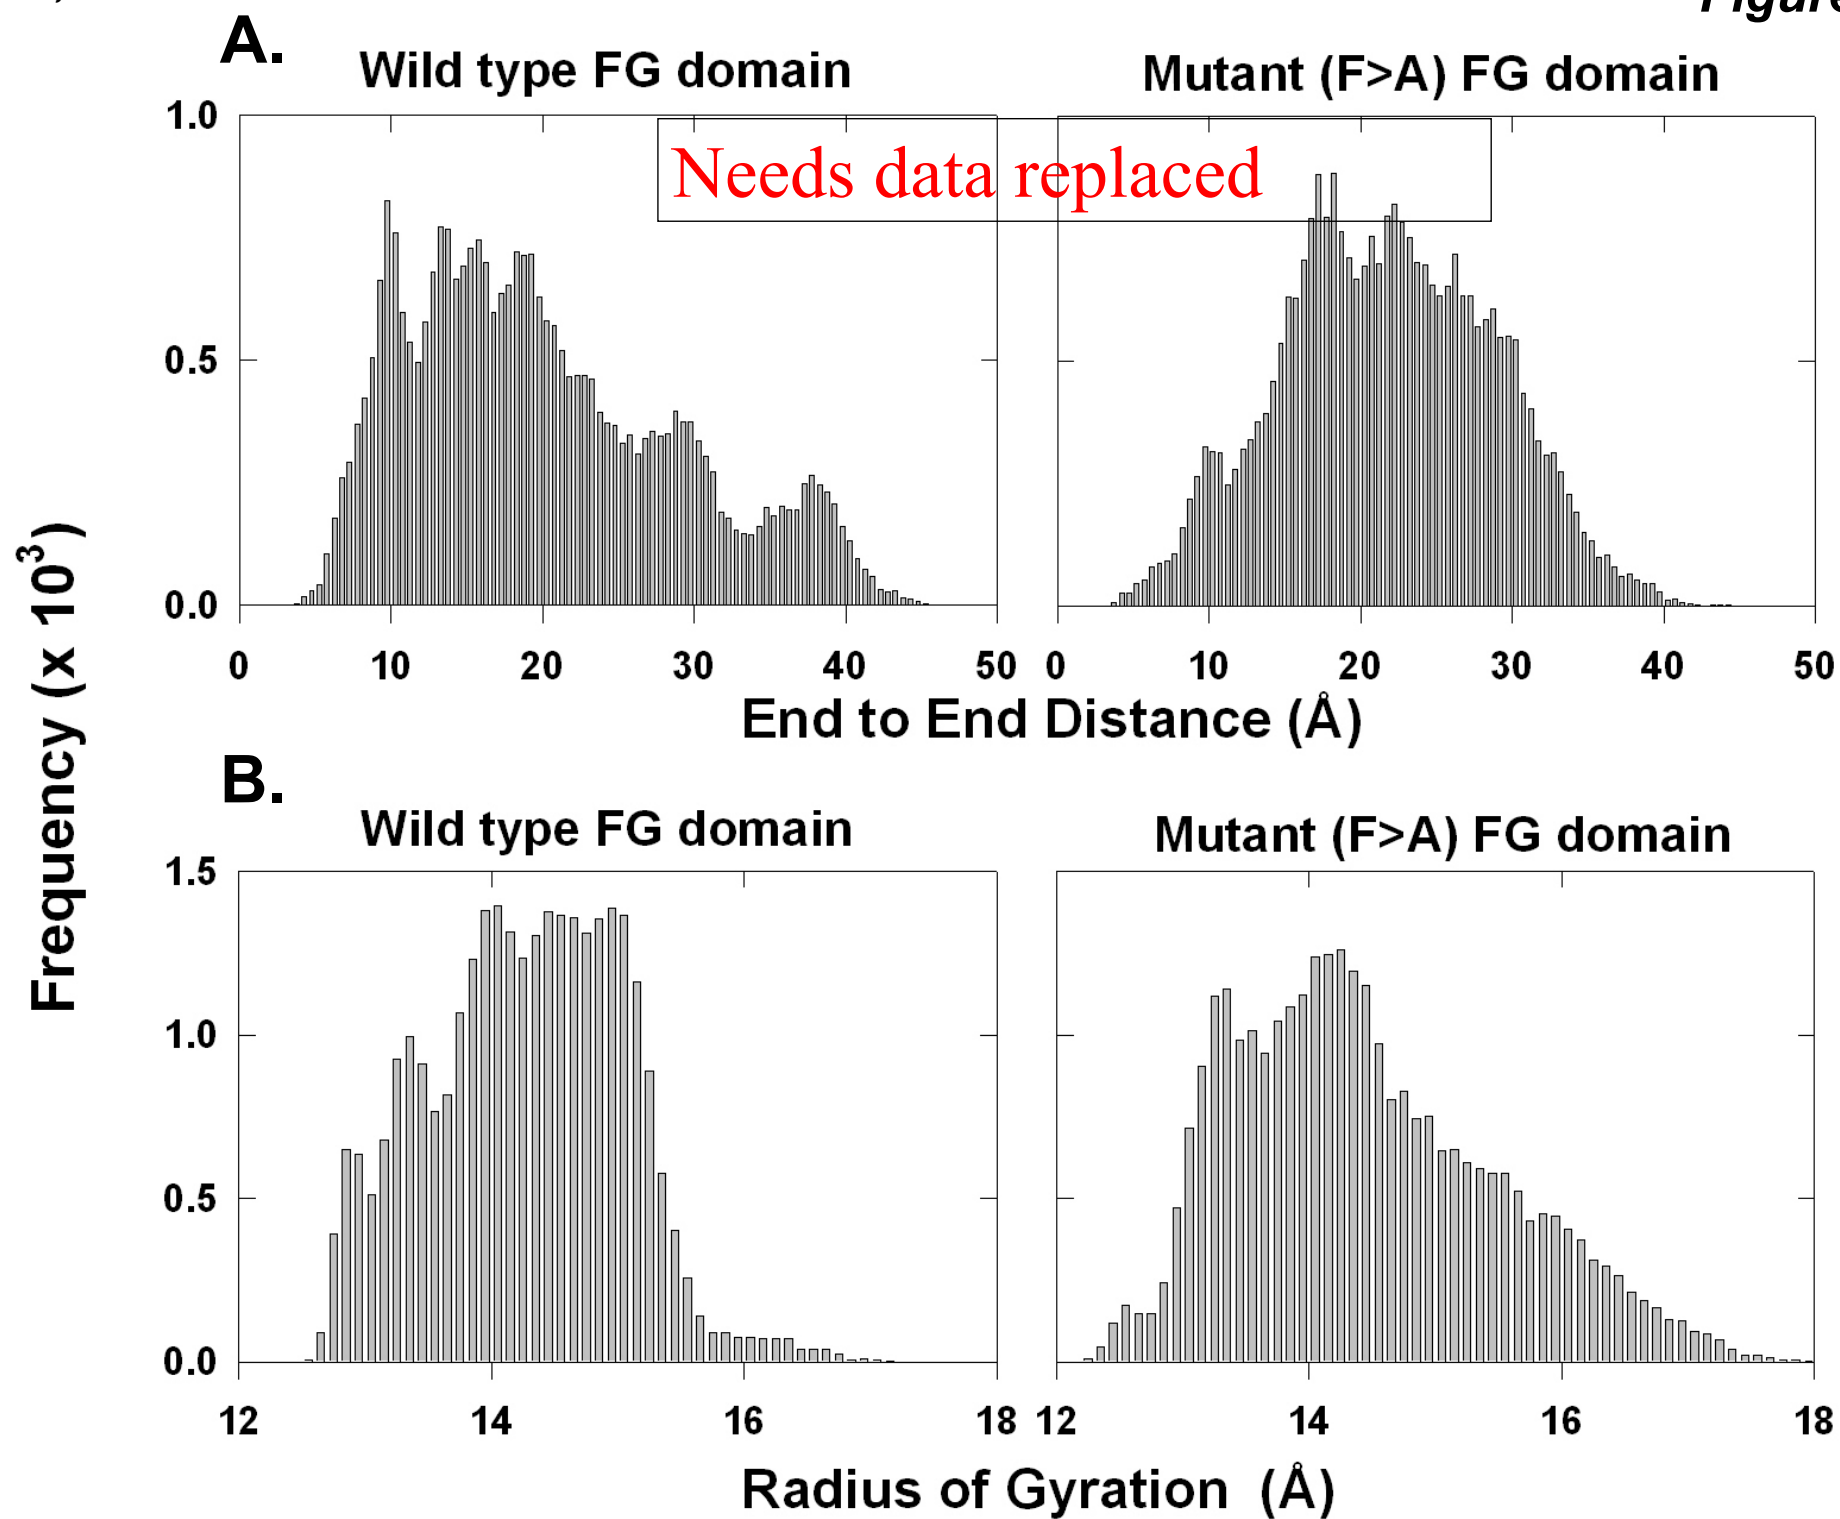 Figure
A.
Wild type FG domain
Mutant (F>A) FG domain
Needs data replaced
1.0
0.5
0.0
0 10 20 30 40 50
0 10 20 30 40 50
End to End Distance (Å)
Frequency (x 10³)
B.
Wild type FG domain
Mutant (F>A) FG domain
1.5
1.0
0.5
0.0
12 14 16 18
12 14 16 18
Radius of Gyration (Å)